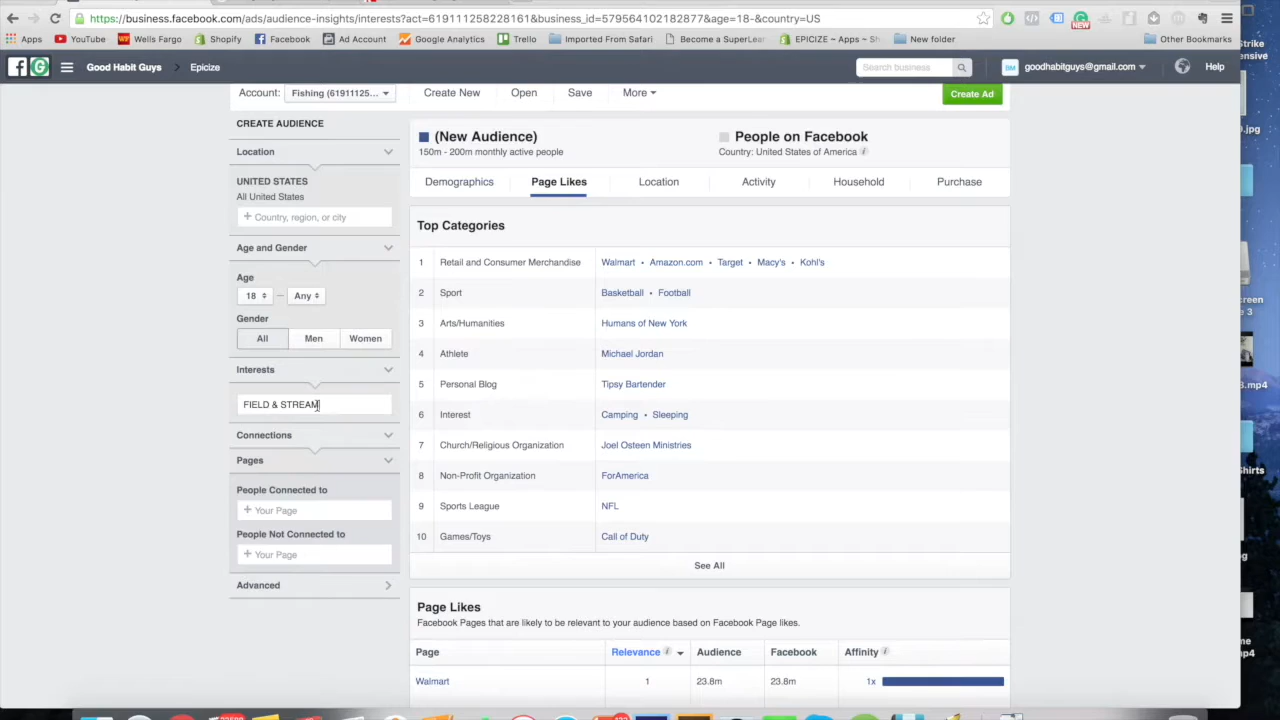 https://business.facebook.com/ads/audience-insights/interests?act=619111258228161&business_id=579564102182877&age=18-&country=US
NEW
Apps YouTube Wells Fargo Shopify Facebook Ad Account Google Analytics Trello Imported From Safari Become a SuperLea EPICIZE ~ Apps ~ Sh New folder Other Bookmarks
Good Habit Guys Epicize Search business goodhabitguys@gmail.com Help
Account: Fishing (61911125... Create New Open Save More Create Ad
CREATE AUDIENCE
Location
UNITED STATES
All United States
+ Country, region, or city
Age and Gender
Age
18 – Any
Gender
All Men Women
Interests
FIELD & STREAM
Connections
Pages
People Connected to
+ Your Page
People Not Connected to
+ Your Page
Advanced
(New Audience)
150m - 200m monthly active people
People on Facebook
Country: United States of America
Demographics Page Likes Location Activity Household Purchase
Top Categories
1 Retail and Consumer Merchandise Walmart • Amazon.com • Target • Macy's • Kohl's
2 Sport Basketball • Football
3 Arts/Humanities Humans of New York
4 Athlete Michael Jordan
5 Personal Blog Tipsy Bartender
6 Interest Camping • Sleeping
7 Church/Religious Organization Joel Osteen Ministries
8 Non-Profit Organization ForAmerica
9 Sports League NFL
10 Games/Toys Call of Duty
See All
Page Likes
Facebook Pages that are likely to be relevant to your audience based on Facebook Page likes.
Page Relevance Audience Facebook Affinity
Walmart 1 23.8m 23.8m 1x